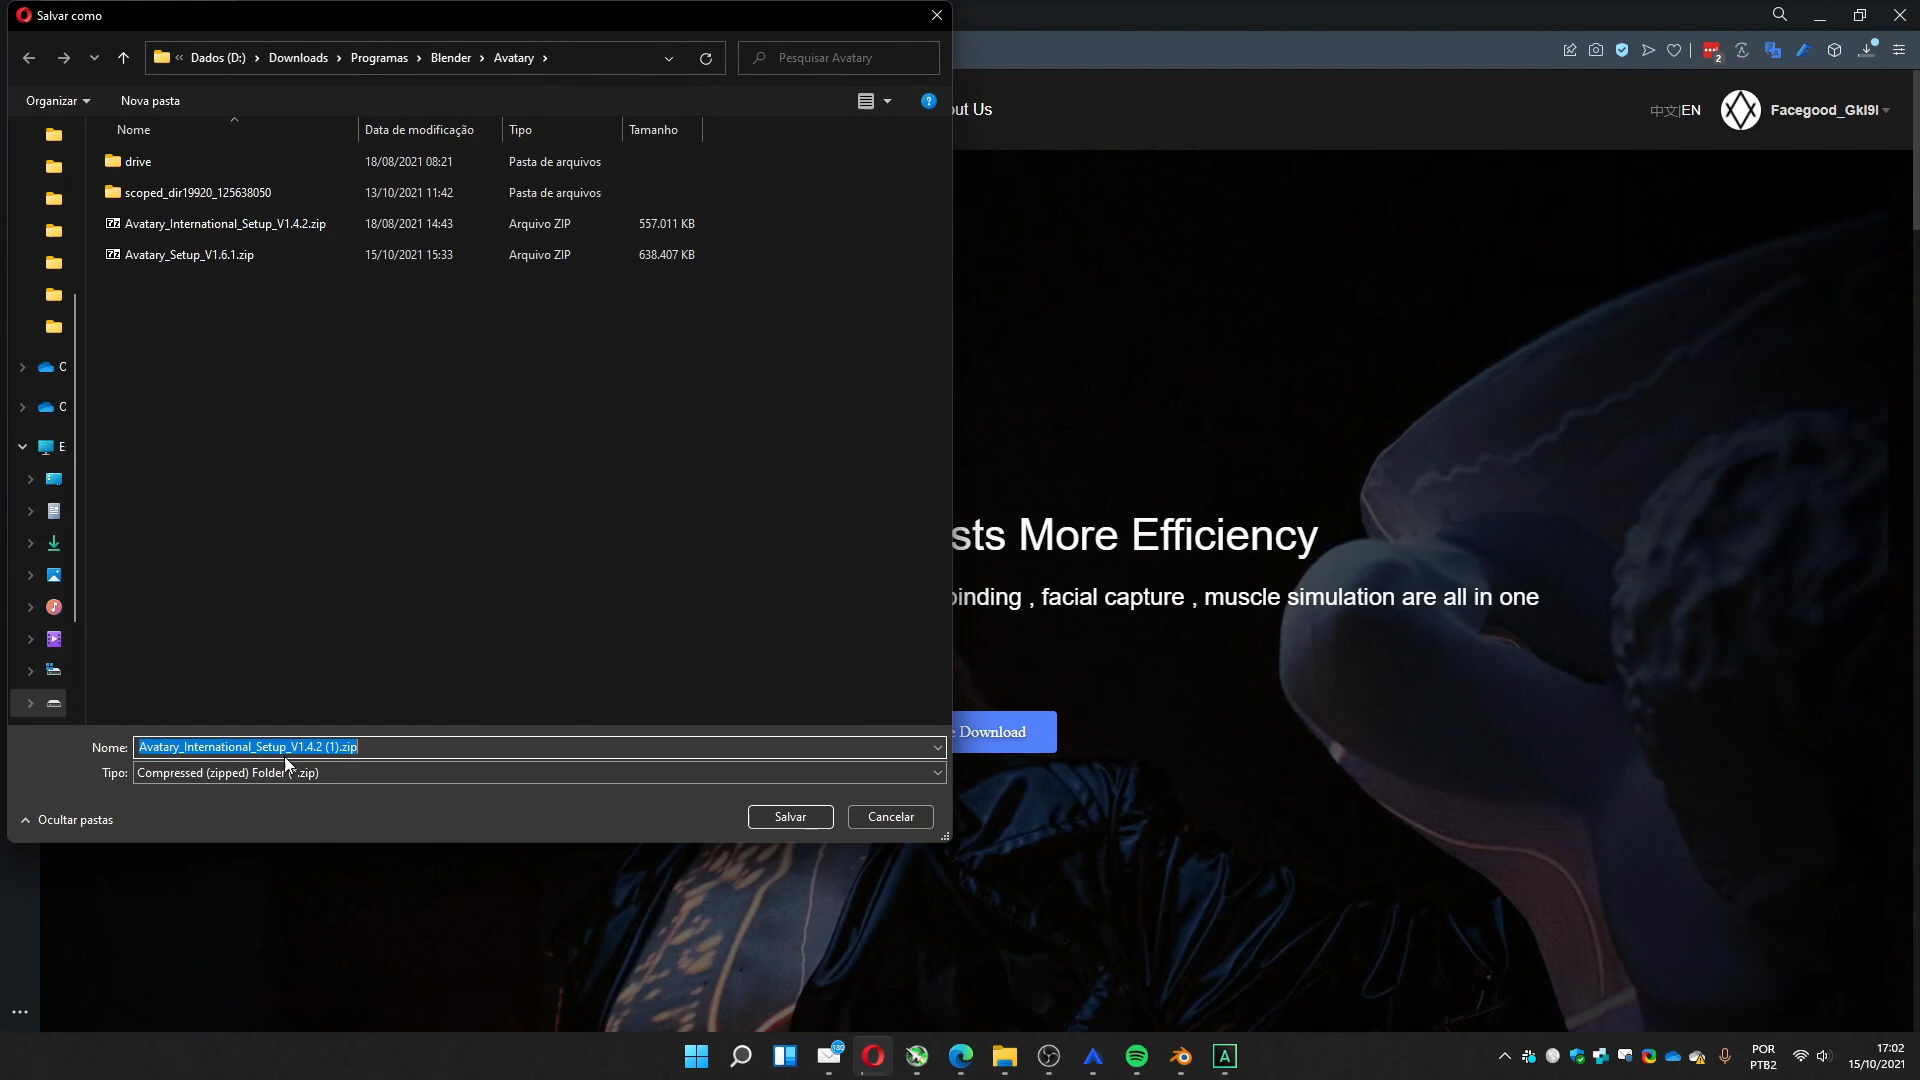 Salvar como
« Dados (D:) › Downloads › Programas › Blender › Avatary ›
Pesquisar Avatary
2
Organizar
Nova pasta
?
out Us
中文|EN
Facegood_Gkl9l
Nome
Data de modificação
Tipo
Tamanho
drive
18/08/2021 08:21
Pasta de arquivos
scoped_dir19920_125638050
13/10/2021 11:42
Pasta de arquivos
Avatary_International_Setup_V1.4.2.zip
18/08/2021 14:43
Arquivo ZIP
557.011 KB
Avatary_Setup_V1.6.1.zip
15/10/2021 15:33
Arquivo ZIP
638.407 KB
C
C
E
sts More Efficiency
binding , facial capture , muscle simulation are all in one
e Download
Nome:
Avatary_International_Setup_V1.4.2 (1).zip
Tipo:
Compressed (zipped) Folder (*.zip)
Ocultar pastas
Salvar
Cancelar
180
A
POR
PTB2
17:02
15/10/2021